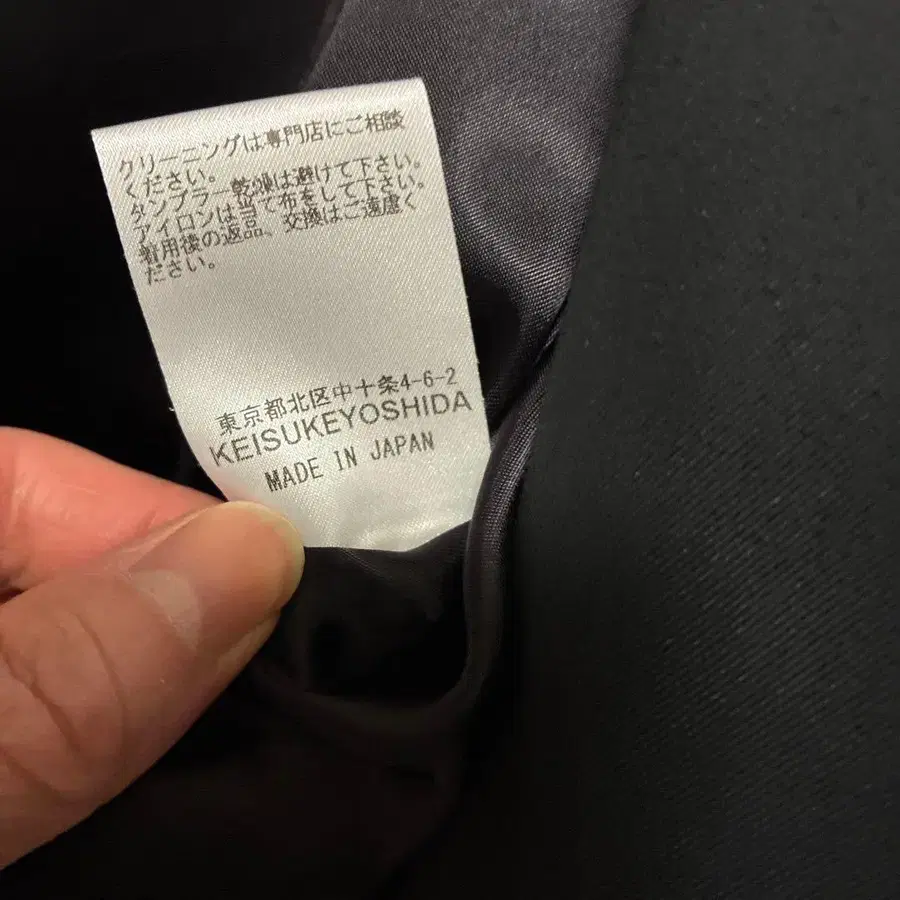 クリーニングは専門店にご相談
ください。
タンブラー乾燥は避けて下さい。
アイロンは当て布をして下さい。
着用後の返品、交換はご遠慮く
ださい。
東京都北区中十条4-6-2
KEISUKEYOSHIDA
MADE IN JAPAN